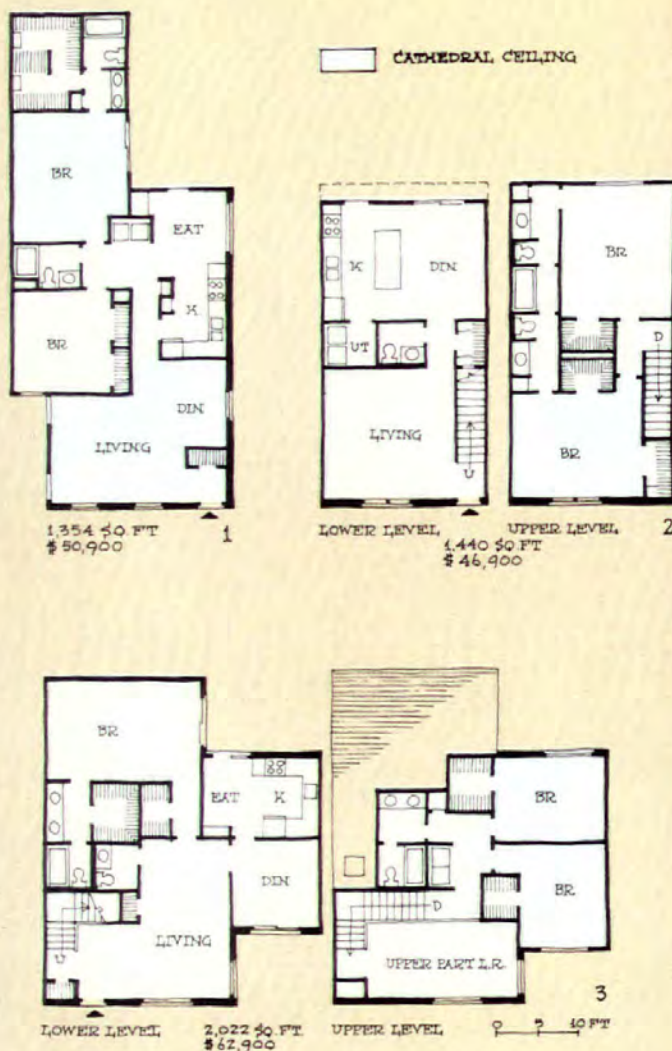 CATHEDRAL CEILING
BR
EAT
K
BR
DIN
LIVING
1,354 SQ. FT
$50,900
1
K
DIN
UT
LIVING
U
LOWER LEVEL
1,440 SQ FT
$46,900
BR
D
BR
UPPER LEVEL
2
BR
EAT
K
DIN
LIVING
U
LOWER LEVEL
2,022 SQ. FT.
$62,900
BR
BR
D
UPPER PART L.R.
UPPER LEVEL
3
0 5 10 FT